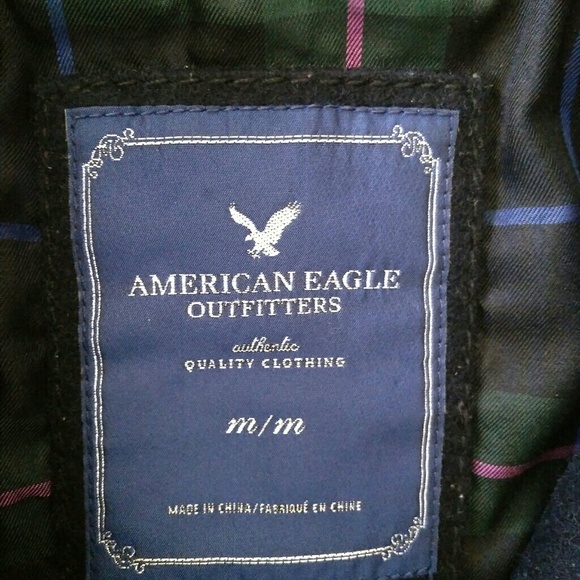 AMERICAN EAGLE
OUTFITTERS
authentic
QUALITY CLOTHING
m/m
MADE IN CHINA/FABRIQUÉ EN CHINE